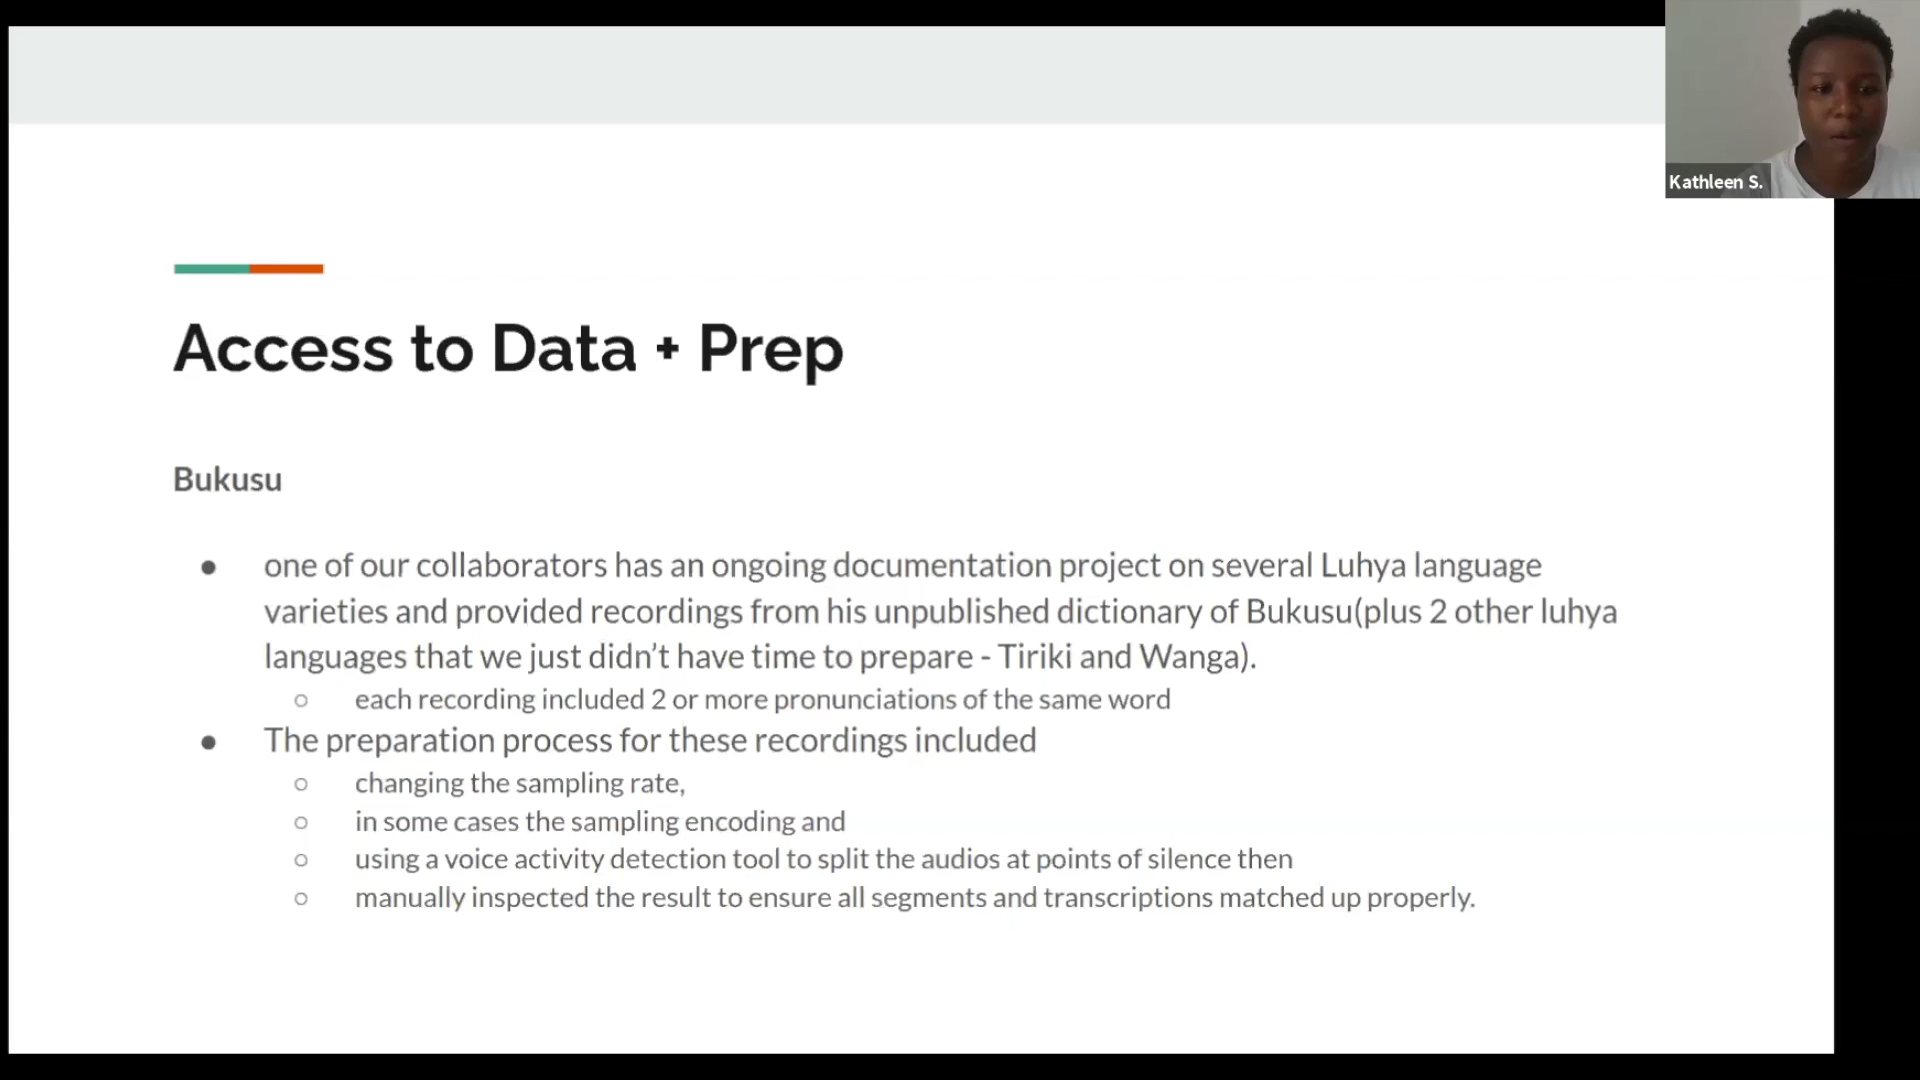 Kathleen S.
Access to Data + Prep
Bukusu
● one of our collaborators has an ongoing documentation project on several Luhya language
varieties and provided recordings from his unpublished dictionary of Bukusu(plus 2 other luhya
languages that we just didn’t have time to prepare - Tiriki and Wanga).
○ each recording included 2 or more pronunciations of the same word
● The preparation process for these recordings included
○ changing the sampling rate,
○ in some cases the sampling encoding and
○ using a voice activity detection tool to split the audios at points of silence then
○ manually inspected the result to ensure all segments and transcriptions matched up properly.